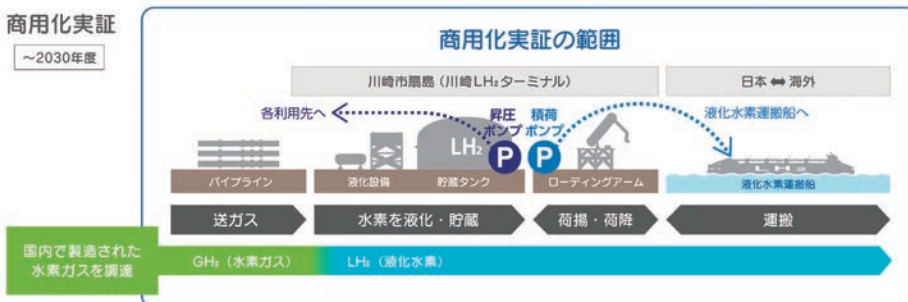 商用化実証
～2030年度
商用化実証の範囲
川崎市扇島（川崎LH₂ターミナル）
日本⇔海外
各利用先へ
昇圧
ポンプ
積荷
ポンプ
液化水素運搬船へ
LH₂
P
P
LH₂
パイプライン
液化設備
貯蔵タンク
ローディングアーム
液化水素運搬船
送ガス
水素を液化・貯蔵
荷揚・荷降
運搬
国内で製造された
水素ガスを調達
GH₂（水素ガス）
LH₂（液化水素）